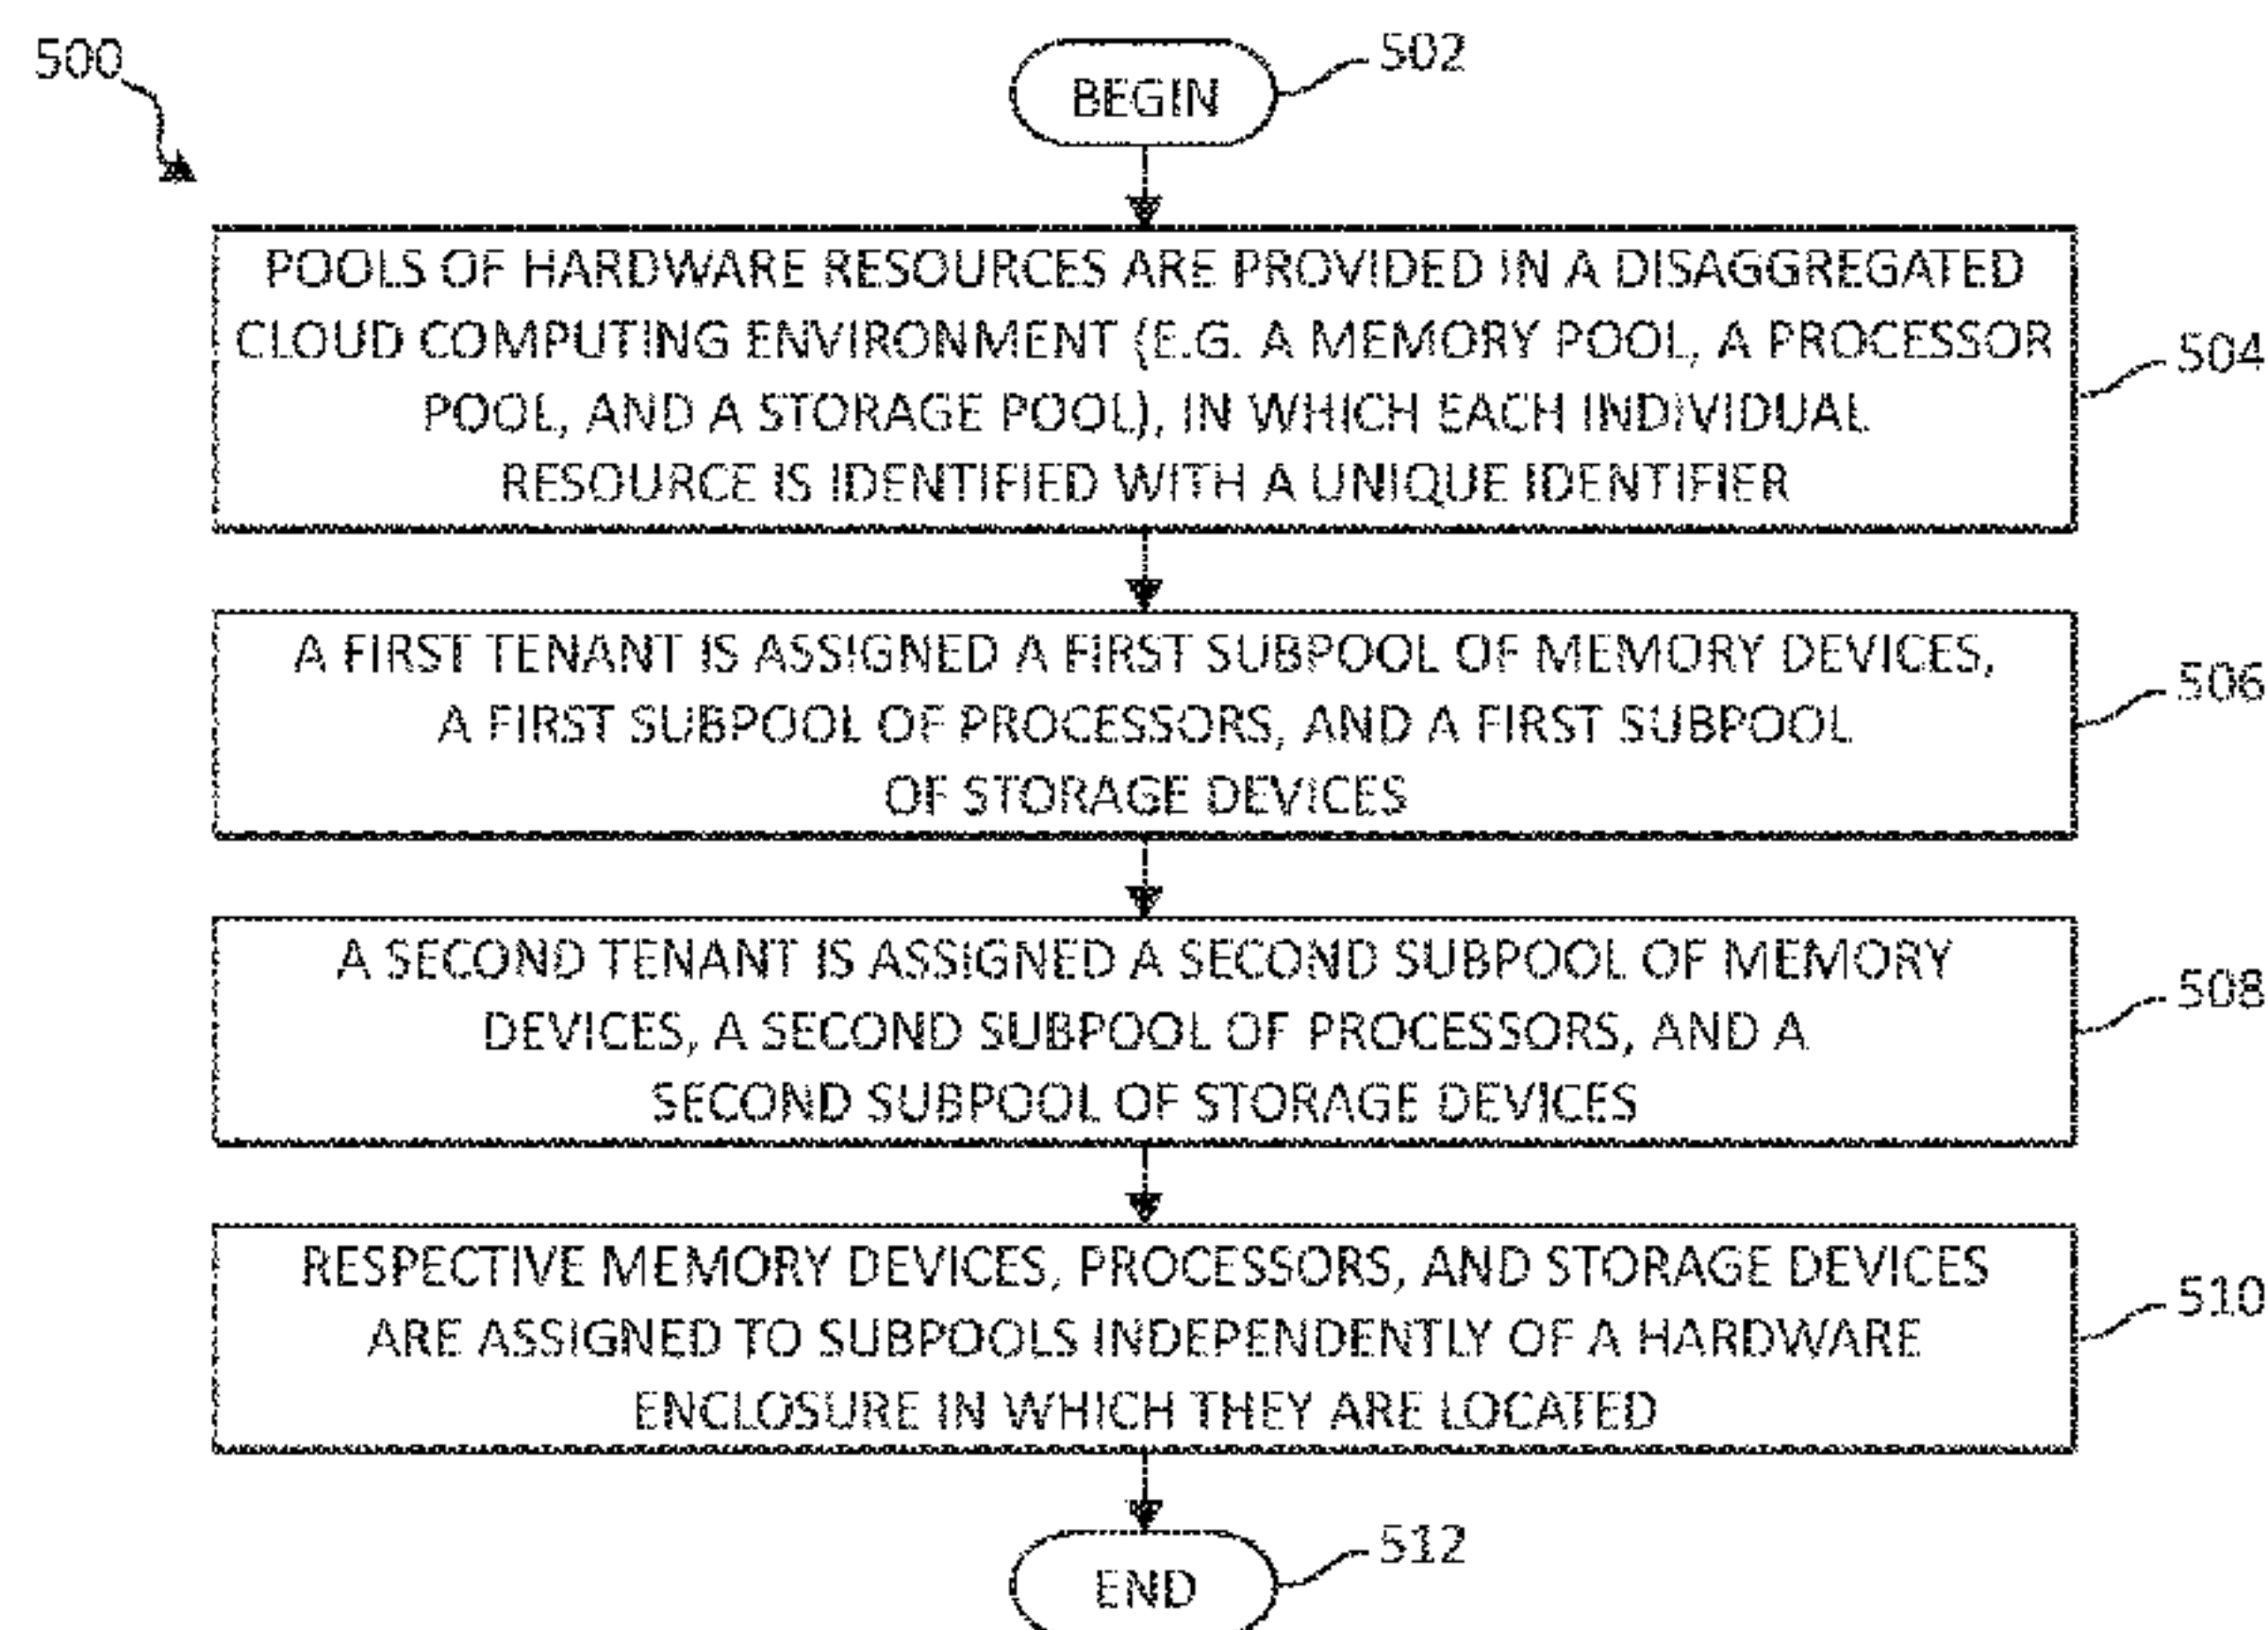 500
BEGIN
502
POOLS OF HARDWARE RESOURCES ARE PROVIDED IN A DISAGGREGATED
CLOUD COMPUTING ENVIRONMENT (E.G. A MEMORY POOL, A PROCESSOR
POOL, AND A STORAGE POOL), IN WHICH EACH INDIVIDUAL
RESOURCE IS IDENTIFIED WITH A UNIQUE IDENTIFIER
504
A FIRST TENANT IS ASSIGNED A FIRST SUBPOOL OF MEMORY DEVICES,
A FIRST SUBPOOL OF PROCESSORS, AND A FIRST SUBPOOL
OF STORAGE DEVICES
506
A SECOND TENANT IS ASSIGNED A SECOND SUBPOOL OF MEMORY
DEVICES, A SECOND SUBPOOL OF PROCESSORS, AND A
SECOND SUBPOOL OF STORAGE DEVICES
508
RESPECTIVE MEMORY DEVICES, PROCESSORS, AND STORAGE DEVICES
ARE ASSIGNED TO SUBPOOLS INDEPENDENTLY OF A HARDWARE
ENCLOSURE IN WHICH THEY ARE LOCATED
510
END
512